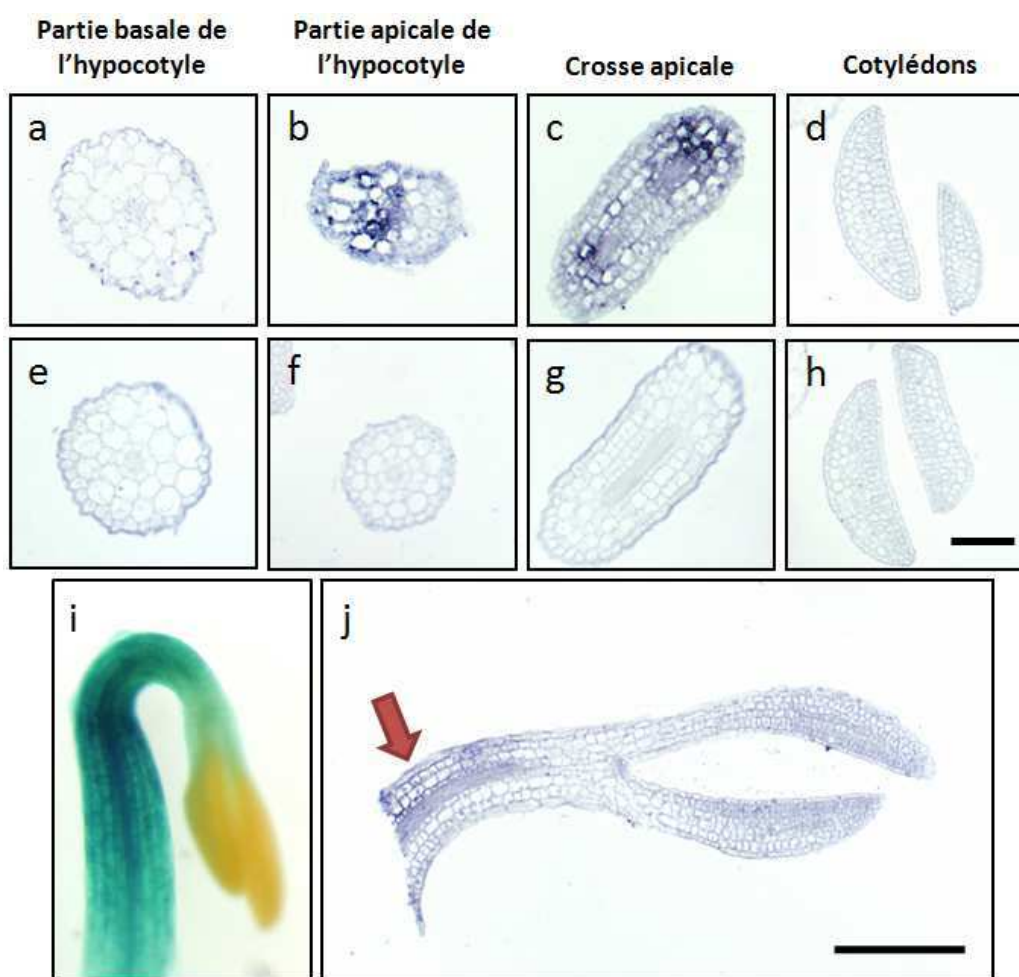 Partie basale de
l'hypocotyle
Partie apicale de
l'hypocotyle
Crosse apicale
Cotylédons
a
b
c
d
e
f
g
h
i
j